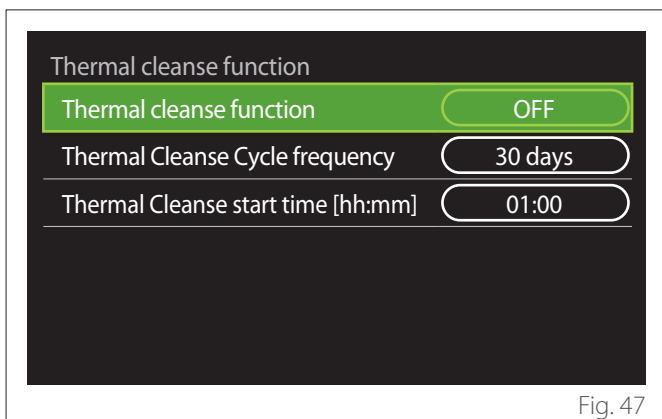 Thermal cleanse function
Thermal cleanse function OFF
Thermal Cleanse Cycle frequency 30 days
Thermal Cleanse start time [hh:mm] 01:00
Fig. 47